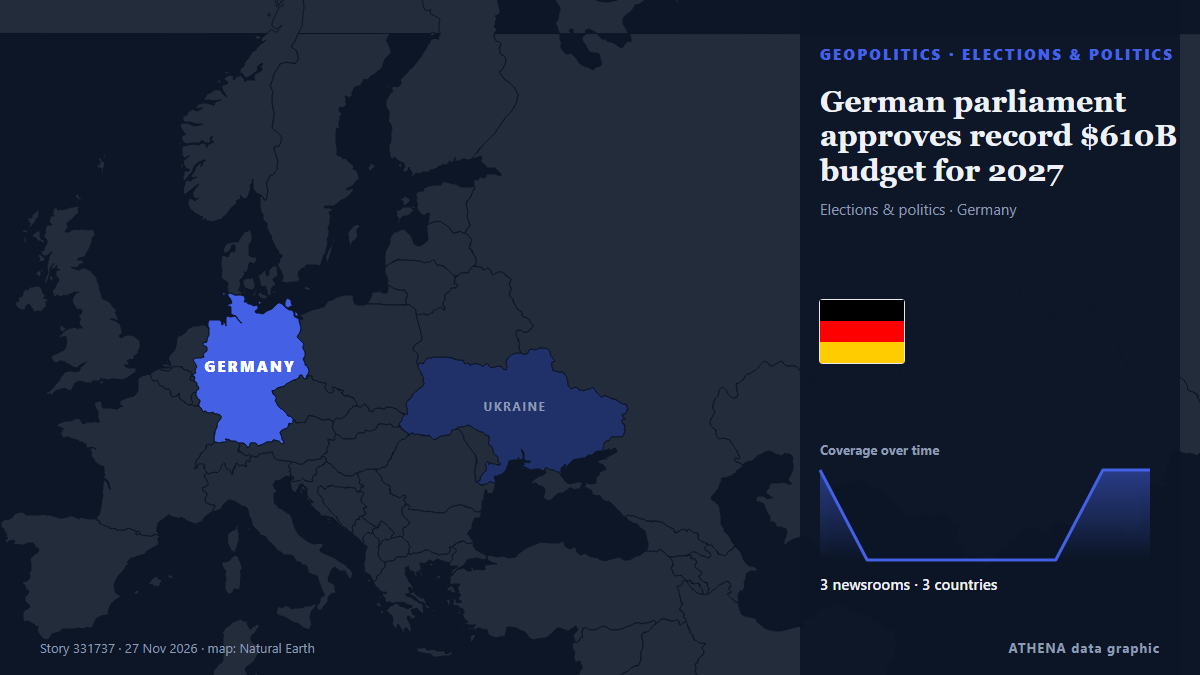 GEOPOLITICS · ELECTIONS & POLITICS
German parliament
approves record $610B
budget for 2027
Elections & politics · Germany
GERMANY
UKRAINE
Coverage over time
3 newsrooms · 3 countries
Story 331737 · 27 Nov 2026 · map: Natural Earth
ATHENA data graphic